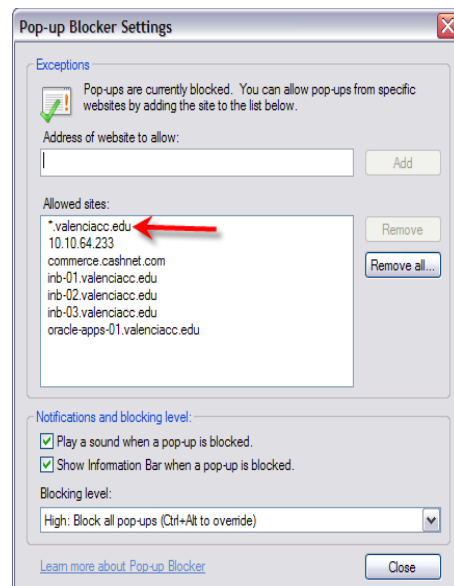 Pop-up Blocker Settings
Exceptions
Pop-ups are currently blocked. You can allow pop-ups from specific
websites by adding the site to the list below.
Address of website to allow:
Add
Allowed sites:
*.valenciacc.edu
10.10.64.233
commerce.cashnet.com
inb-01.valenciacc.edu
inb-02.valenciacc.edu
inb-03.valenciacc.edu
oracle-apps-01.valenciacc.edu
Remove
Remove all...
Notifications and blocking level:
Play a sound when a pop-up is blocked.
Show Information Bar when a pop-up is blocked.
Blocking level:
High: Block all pop-ups (Ctrl+Alt to override)
Learn more about Pop-up Blocker
Close